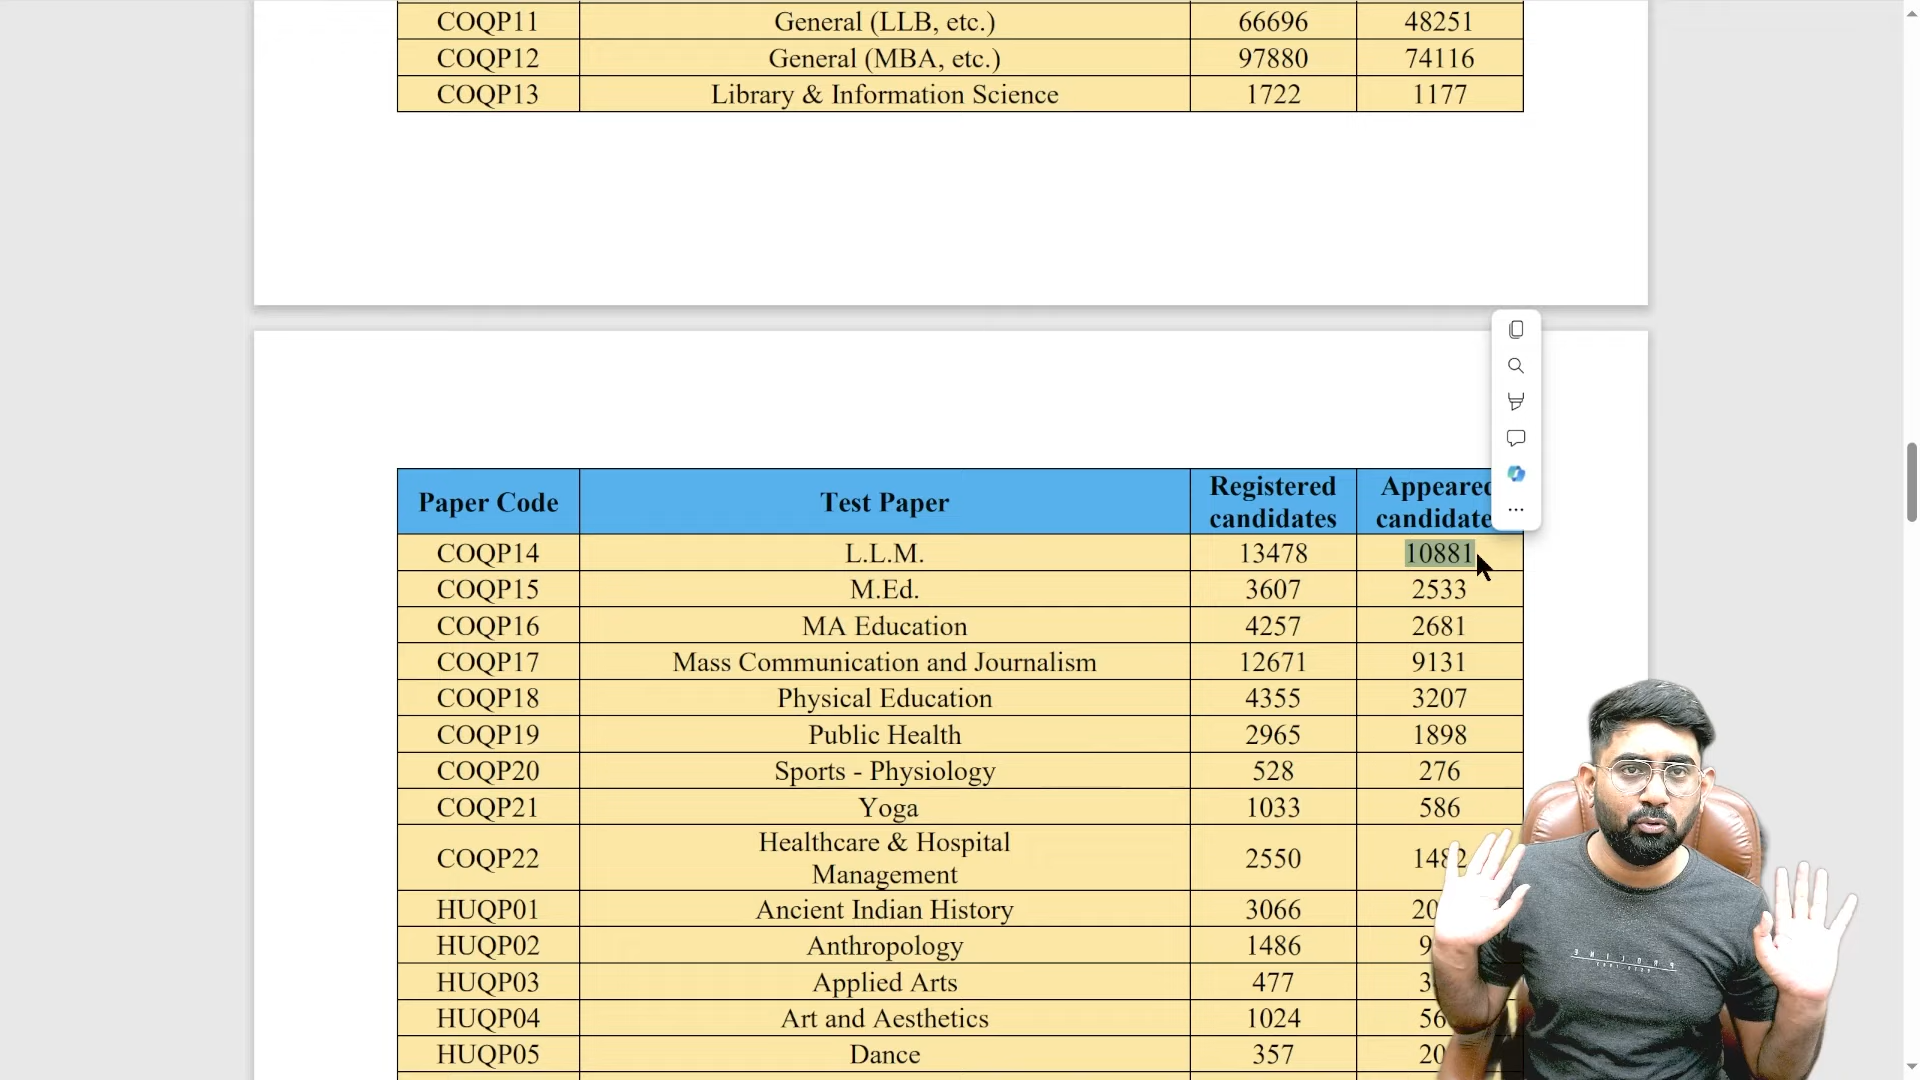 COQP11 General (LLB, etc.) 66696 48251
COQP12 General (MBA, etc.) 97880 74116
COQP13 Library & Information Science 1722 1177
Paper Code Test Paper Registered candidates Appeared candidate
COQP14 L.L.M. 13478 10881
COQP15 M.Ed. 3607 2533
COQP16 MA Education 4257 2681
COQP17 Mass Communication and Journalism 12671 9131
COQP18 Physical Education 4355 3207
COQP19 Public Health 2965 1898
COQP20 Sports - Physiology 528 276
COQP21 Yoga 1033 586
COQP22 Healthcare & Hospital Management 2550 1482
HUQP01 Ancient Indian History 3066
HUQP02 Anthropology 1486
HUQP03 Applied Arts 477
HUQP04 Art and Aesthetics 1024
HUQP05 Dance 357